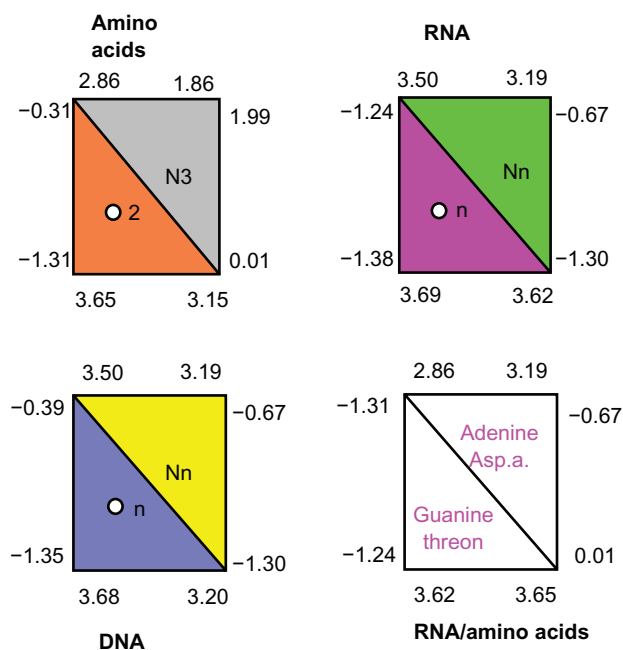 Amino
acids
2.86 1.86
−0.31
1.99
N3
2
−1.31
0.01
3.65 3.15
RNA
3.50 3.19
−1.24
−0.67
Nn
n
−1.38
−1.30
3.69 3.62
3.50 3.19
−0.39
−0.67
Nn
n
−1.35
−1.30
3.68 3.20
DNA
2.86 3.19
−1.31
−0.67
Adenine
Asp.a.
Guanine
threon
−1.24
0.01
3.62 3.65
RNA/amino acids